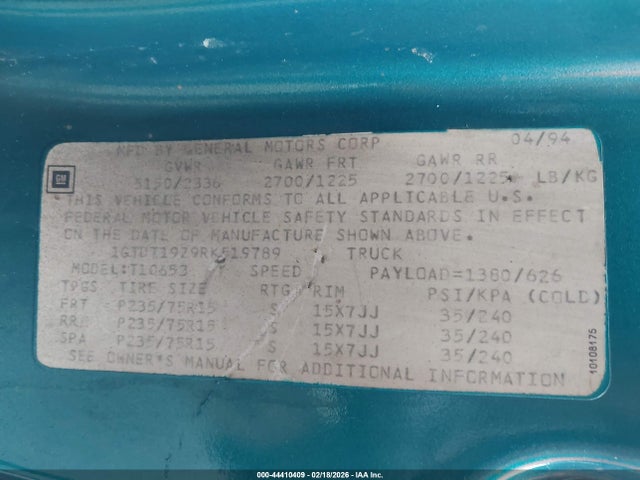 MFD BY GENERAL MOTORS CORP 04/94
GVWR GAWR FRT GAWR RR
GM 5150/2336 2700/1225 2700/1225 LB/KG
*THIS VEHICLE CONFORMS TO ALL APPLICABLE U.S.
FEDERAL MOTOR VEHICLE SAFETY STANDARDS IN EFFECT
ON THE DATE OF MANUFACTURE SHOWN ABOVE.
TRUCK
MODEL:T10653 T SPEED PAYLOAD=1380/626
TPGS TIRE SIZE RTG RIM PSI/KPA (COLD)
FRT P235/75R15 S 15X7JJ 35/240
RR P235/75R15 S 15X7JJ 35/240
SPA P235/75R15 S 15X7JJ 35/240
SEE OWNER'S MANUAL FOR ADDITIONAL INFORMATION
10108175
000-44410409 - 02/18/2026 - IAA Inc.